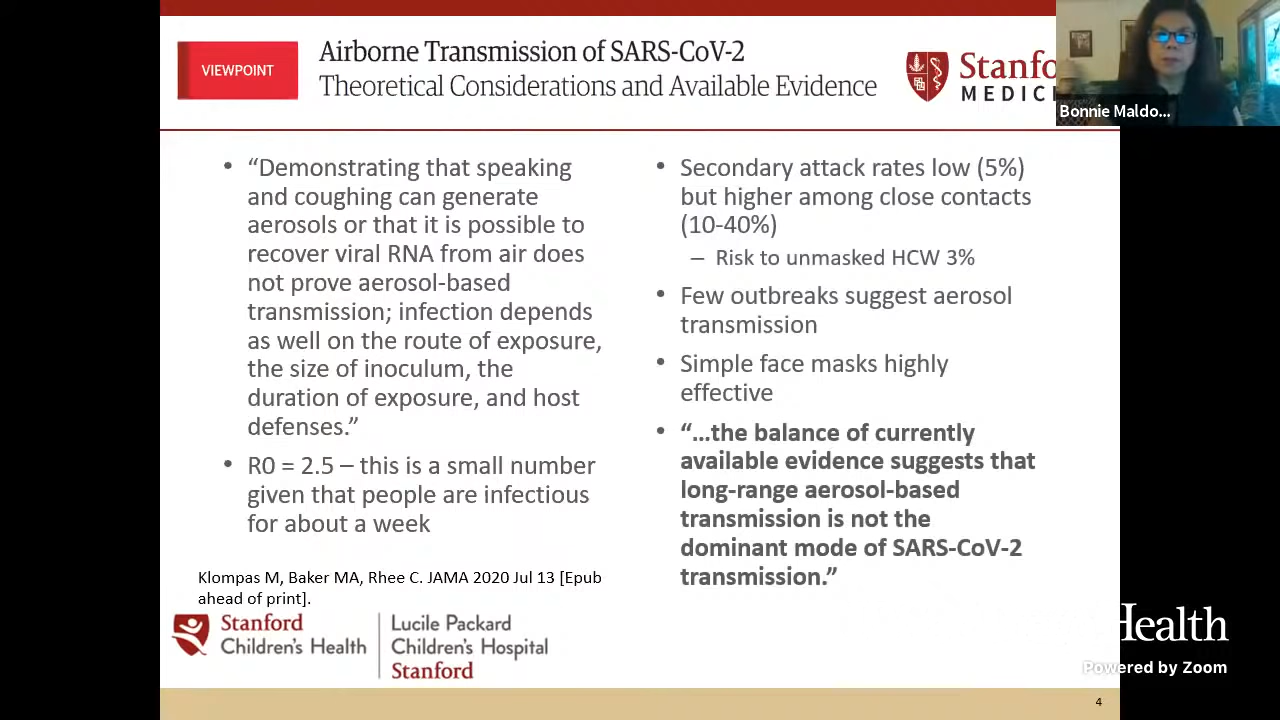 VIEWPOINT
Airborne Transmission of SARS-CoV-2
Theoretical Considerations and Available Evidence
Stanfo
MEDIC
Bonnie Maldo...
• “Demonstrating that speaking
and coughing can generate
aerosols or that it is possible to
recover viral RNA from air does
not prove aerosol-based
transmission; infection depends
as well on the route of exposure,
the size of inoculum, the
duration of exposure, and host
defenses.”
• R0 = 2.5 – this is a small number
given that people are infectious
for about a week
Klompas M, Baker MA, Rhee C. JAMA 2020 Jul 13 [Epub
ahead of print].
• Secondary attack rates low (5%)
but higher among close contacts
(10-40%)
– Risk to unmasked HCW 3%
• Few outbreaks suggest aerosol
transmission
• Simple face masks highly
effective
• “…the balance of currently
available evidence suggests that
long-range aerosol-based
transmission is not the
dominant mode of SARS-CoV-2
transmission.”
Stanford
Children's Health
Lucile Packard
Children's Hospital
Stanford
Health
Powered by Zoom
4